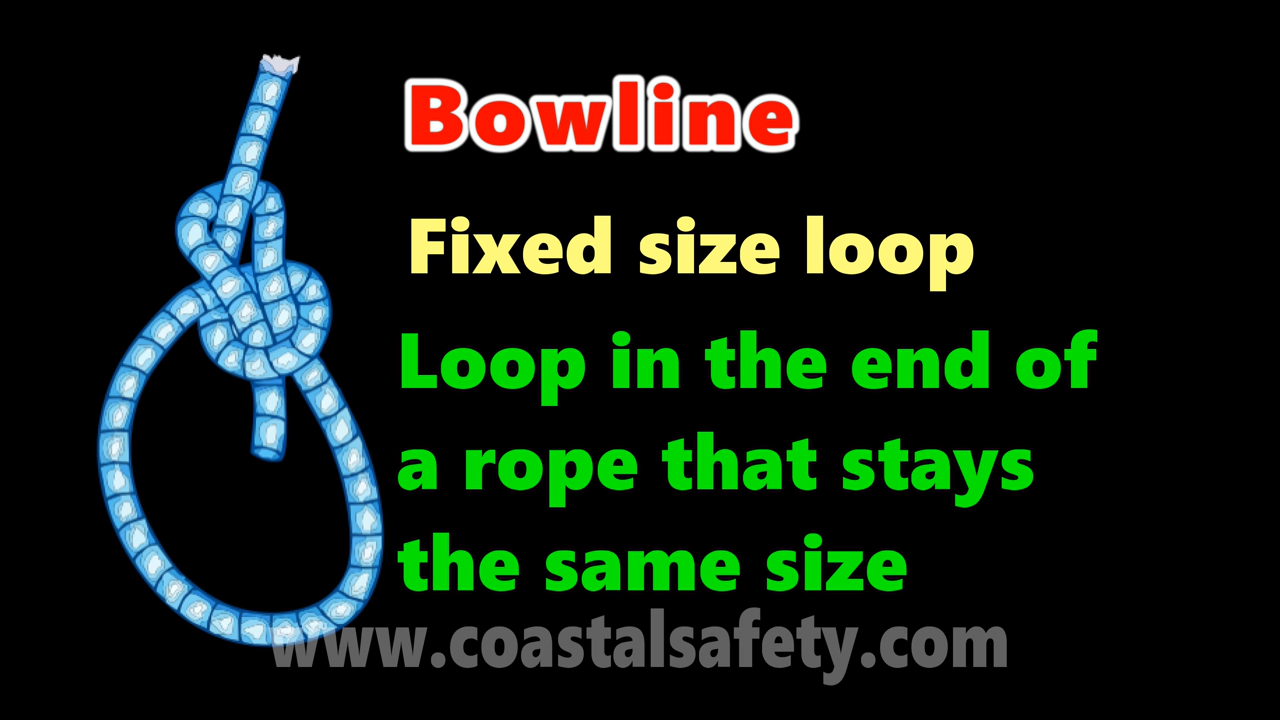 Bowline
Fixed size loop
Loop in the end of
a rope that stays
the same size
www.coastalsafety.com